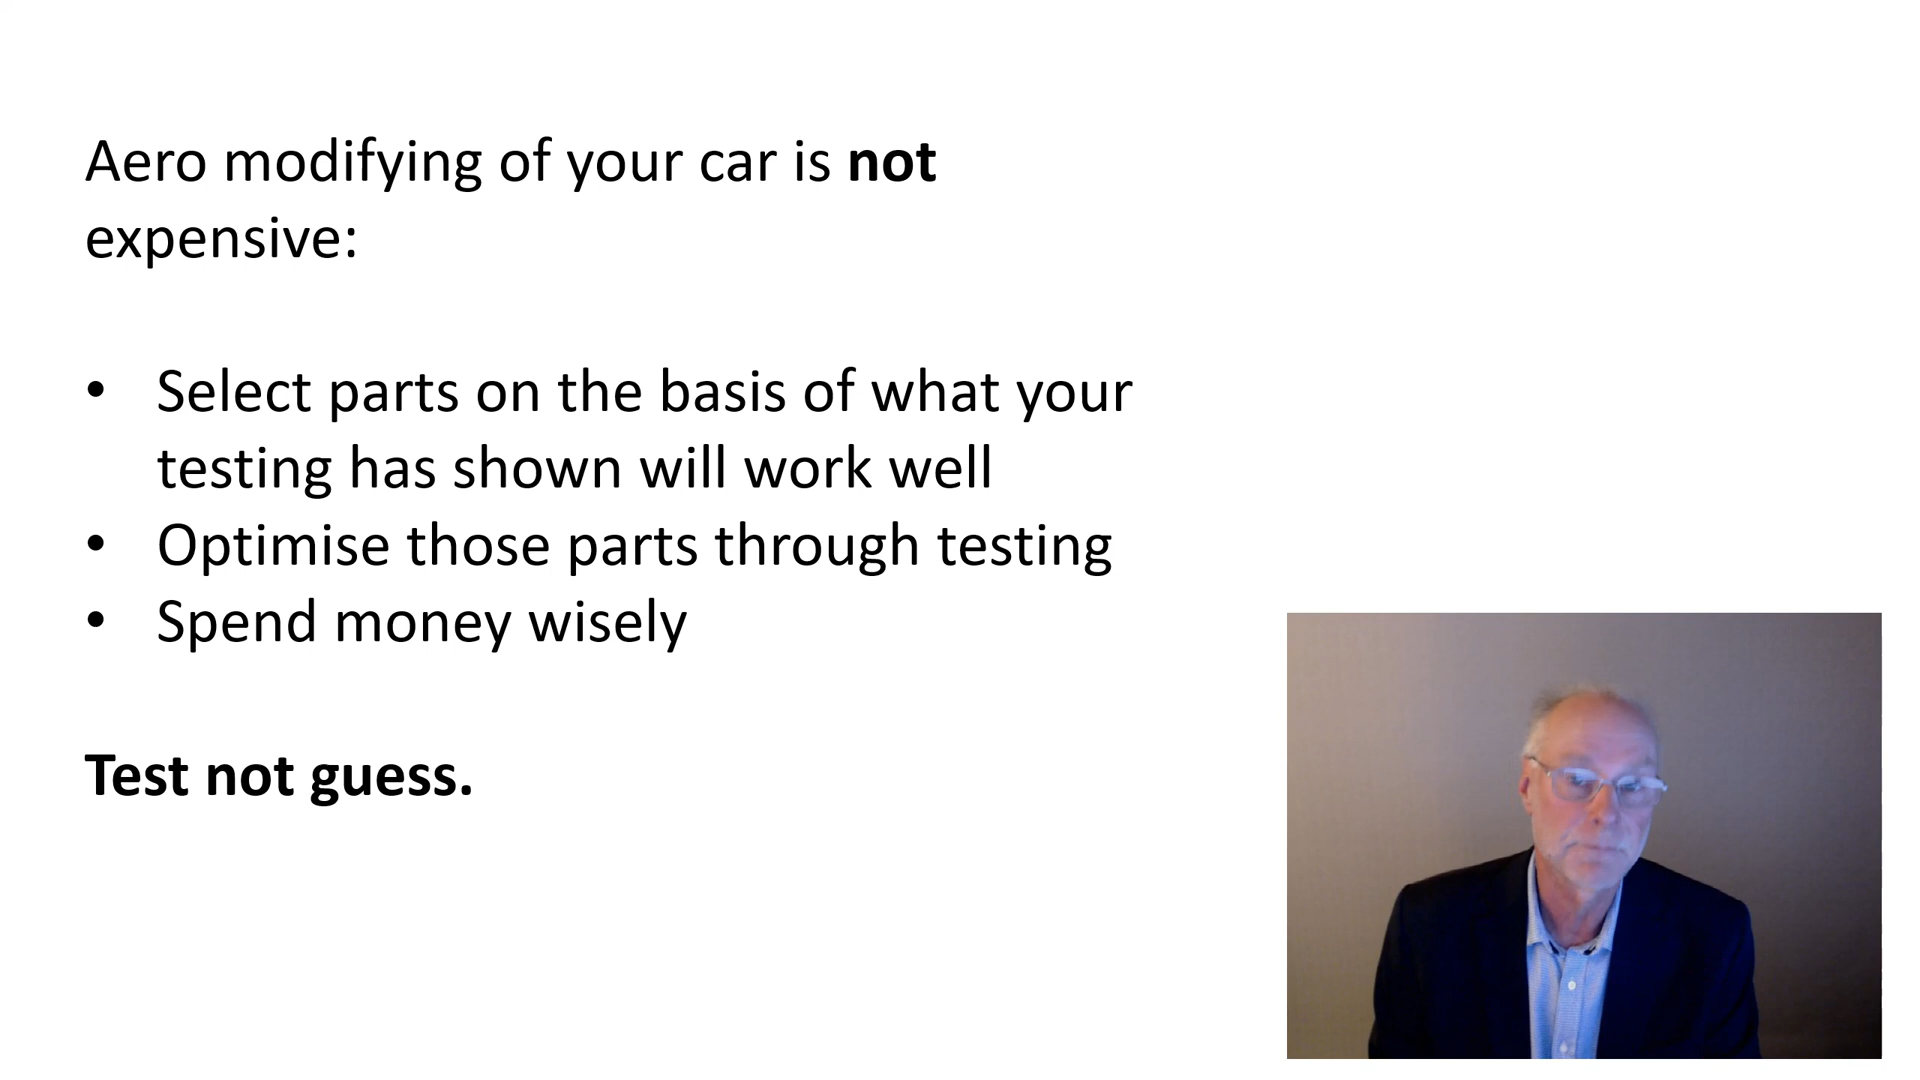 Aero modifying of your car is not
expensive:
• Select parts on the basis of what your
testing has shown will work well
• Optimise those parts through testing
• Spend money wisely
Test not guess.